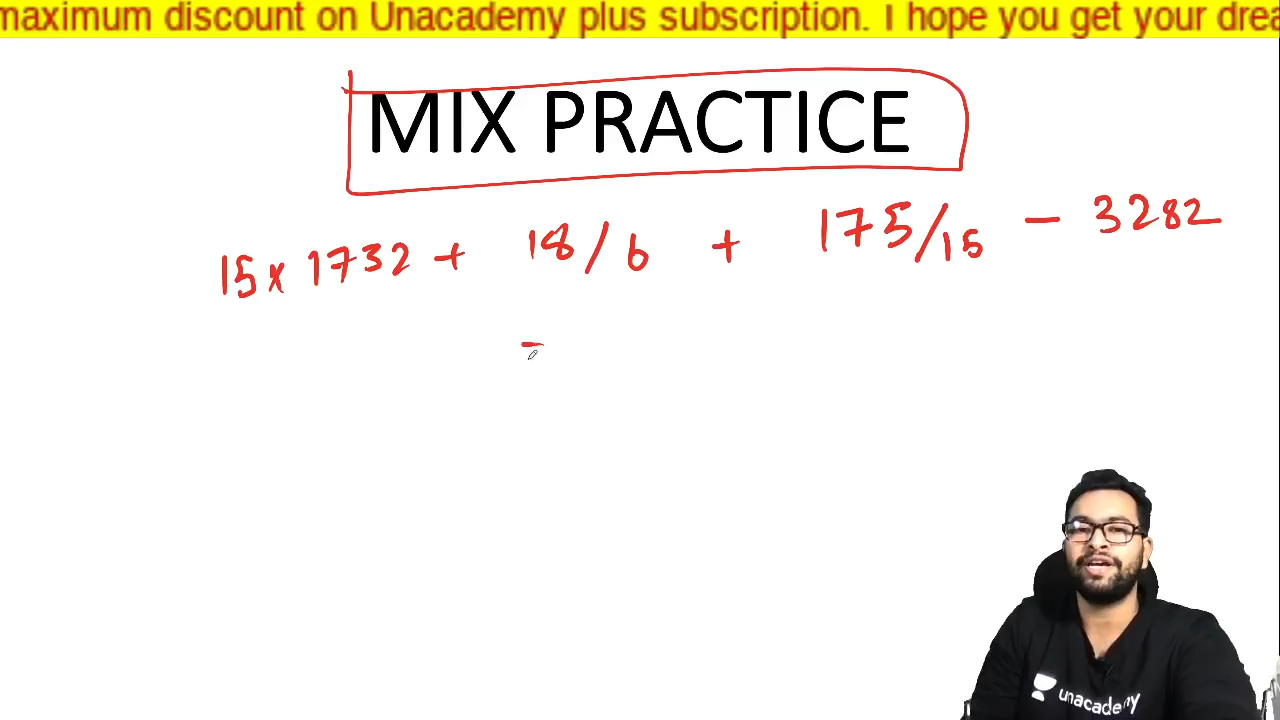 maximum discount on Unacademy plus subscription. I hope you get your drea
MIX PRACTICE
15 x 1732 + 18/6 + 175/15 - 3282
unacademy